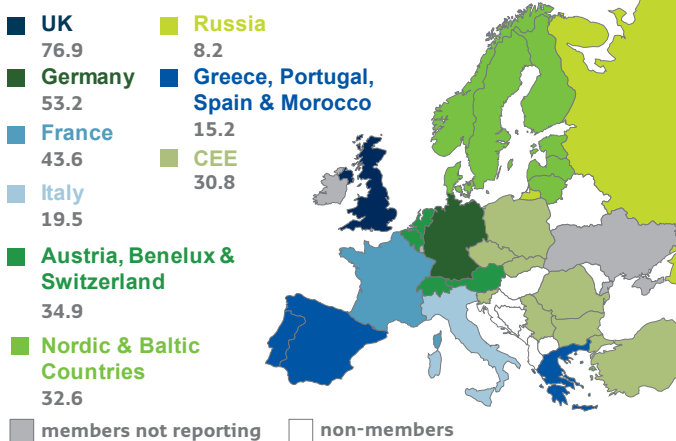 UK
76.9
Germany
53.2
France
43.6
Italy
19.5
Austria, Benelux &
Switzerland
34.9
Nordic & Baltic
Countries
32.6
Russia
8.2
Greece, Portugal,
Spain & Morocco
15.2
CEE
30.8
members not reporting
non-members